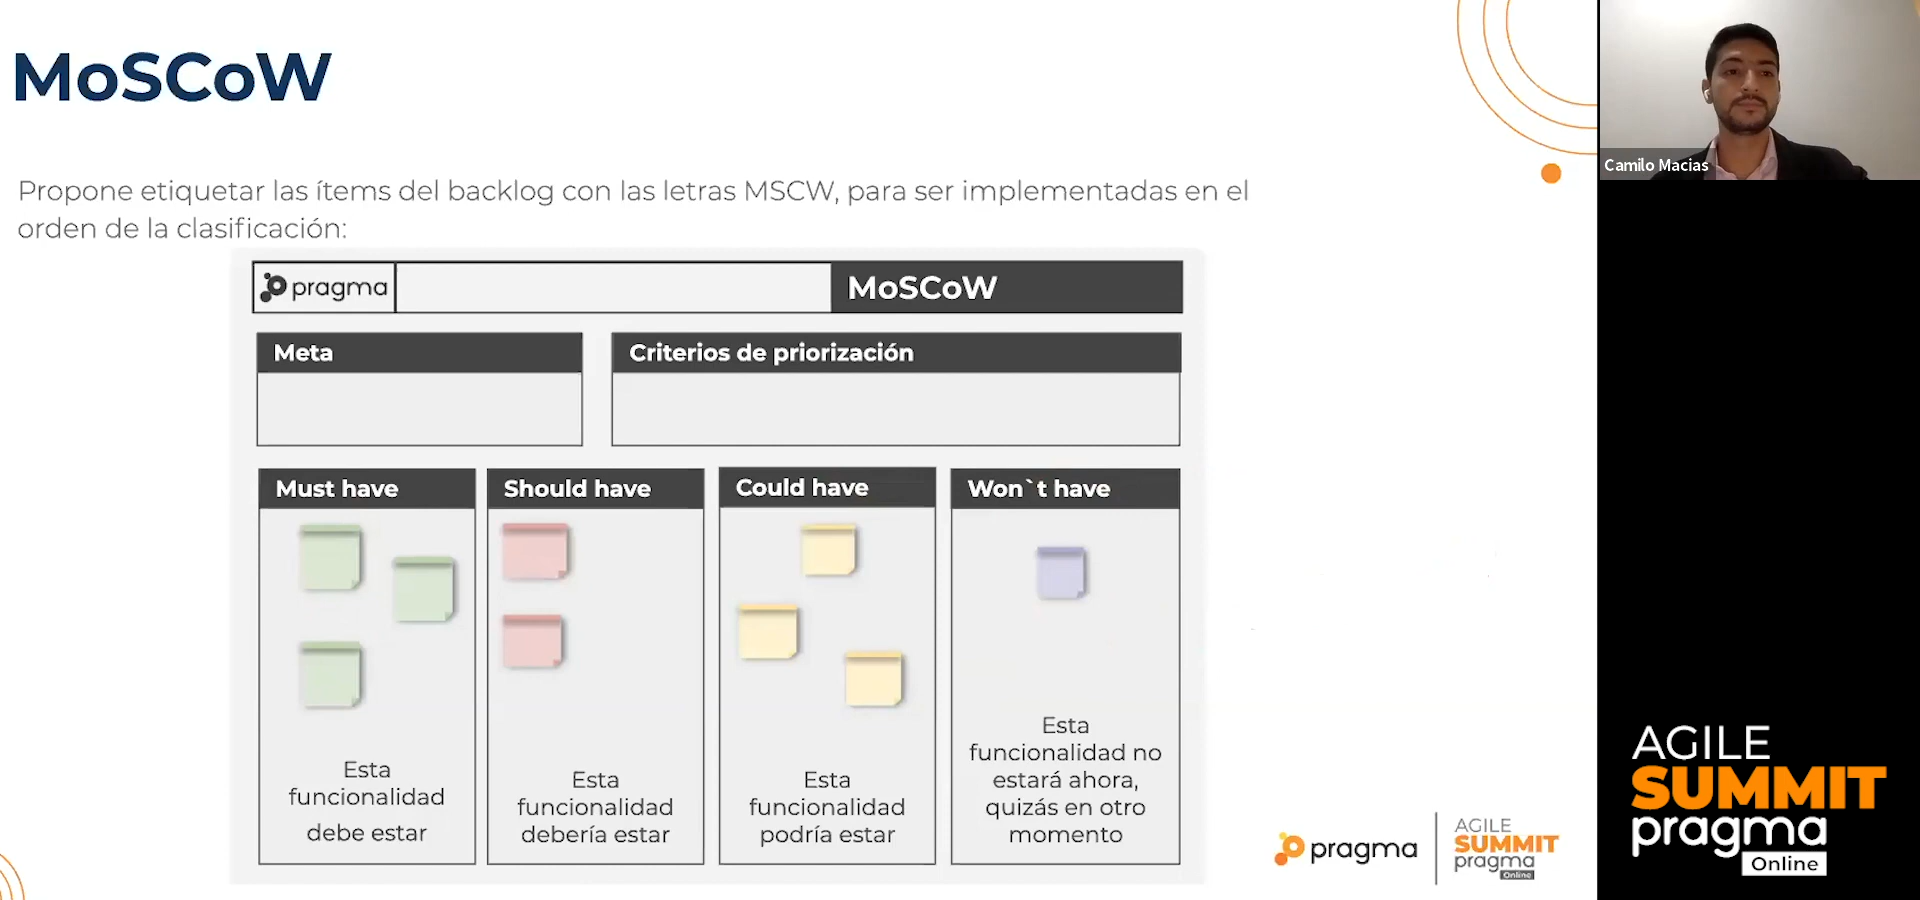 MoSCoW
Propone etiquetar las ítems del backlog con las letras MSCW, para ser implementadas en el
orden de la clasificación:
pragma
MoSCoW
Meta
Criterios de priorización
Must have
Should have
Could have
Won`t have
Esta
funcionalidad
debe estar
Esta
funcionalidad
debería estar
Esta
funcionalidad
podría estar
Esta
funcionalidad no
estará ahora,
quizás en otro
momento
pragma
AGILE
SUMMIT
pragma
Online
Camilo Macias
AGILE
SUMMIT
pragma
Online